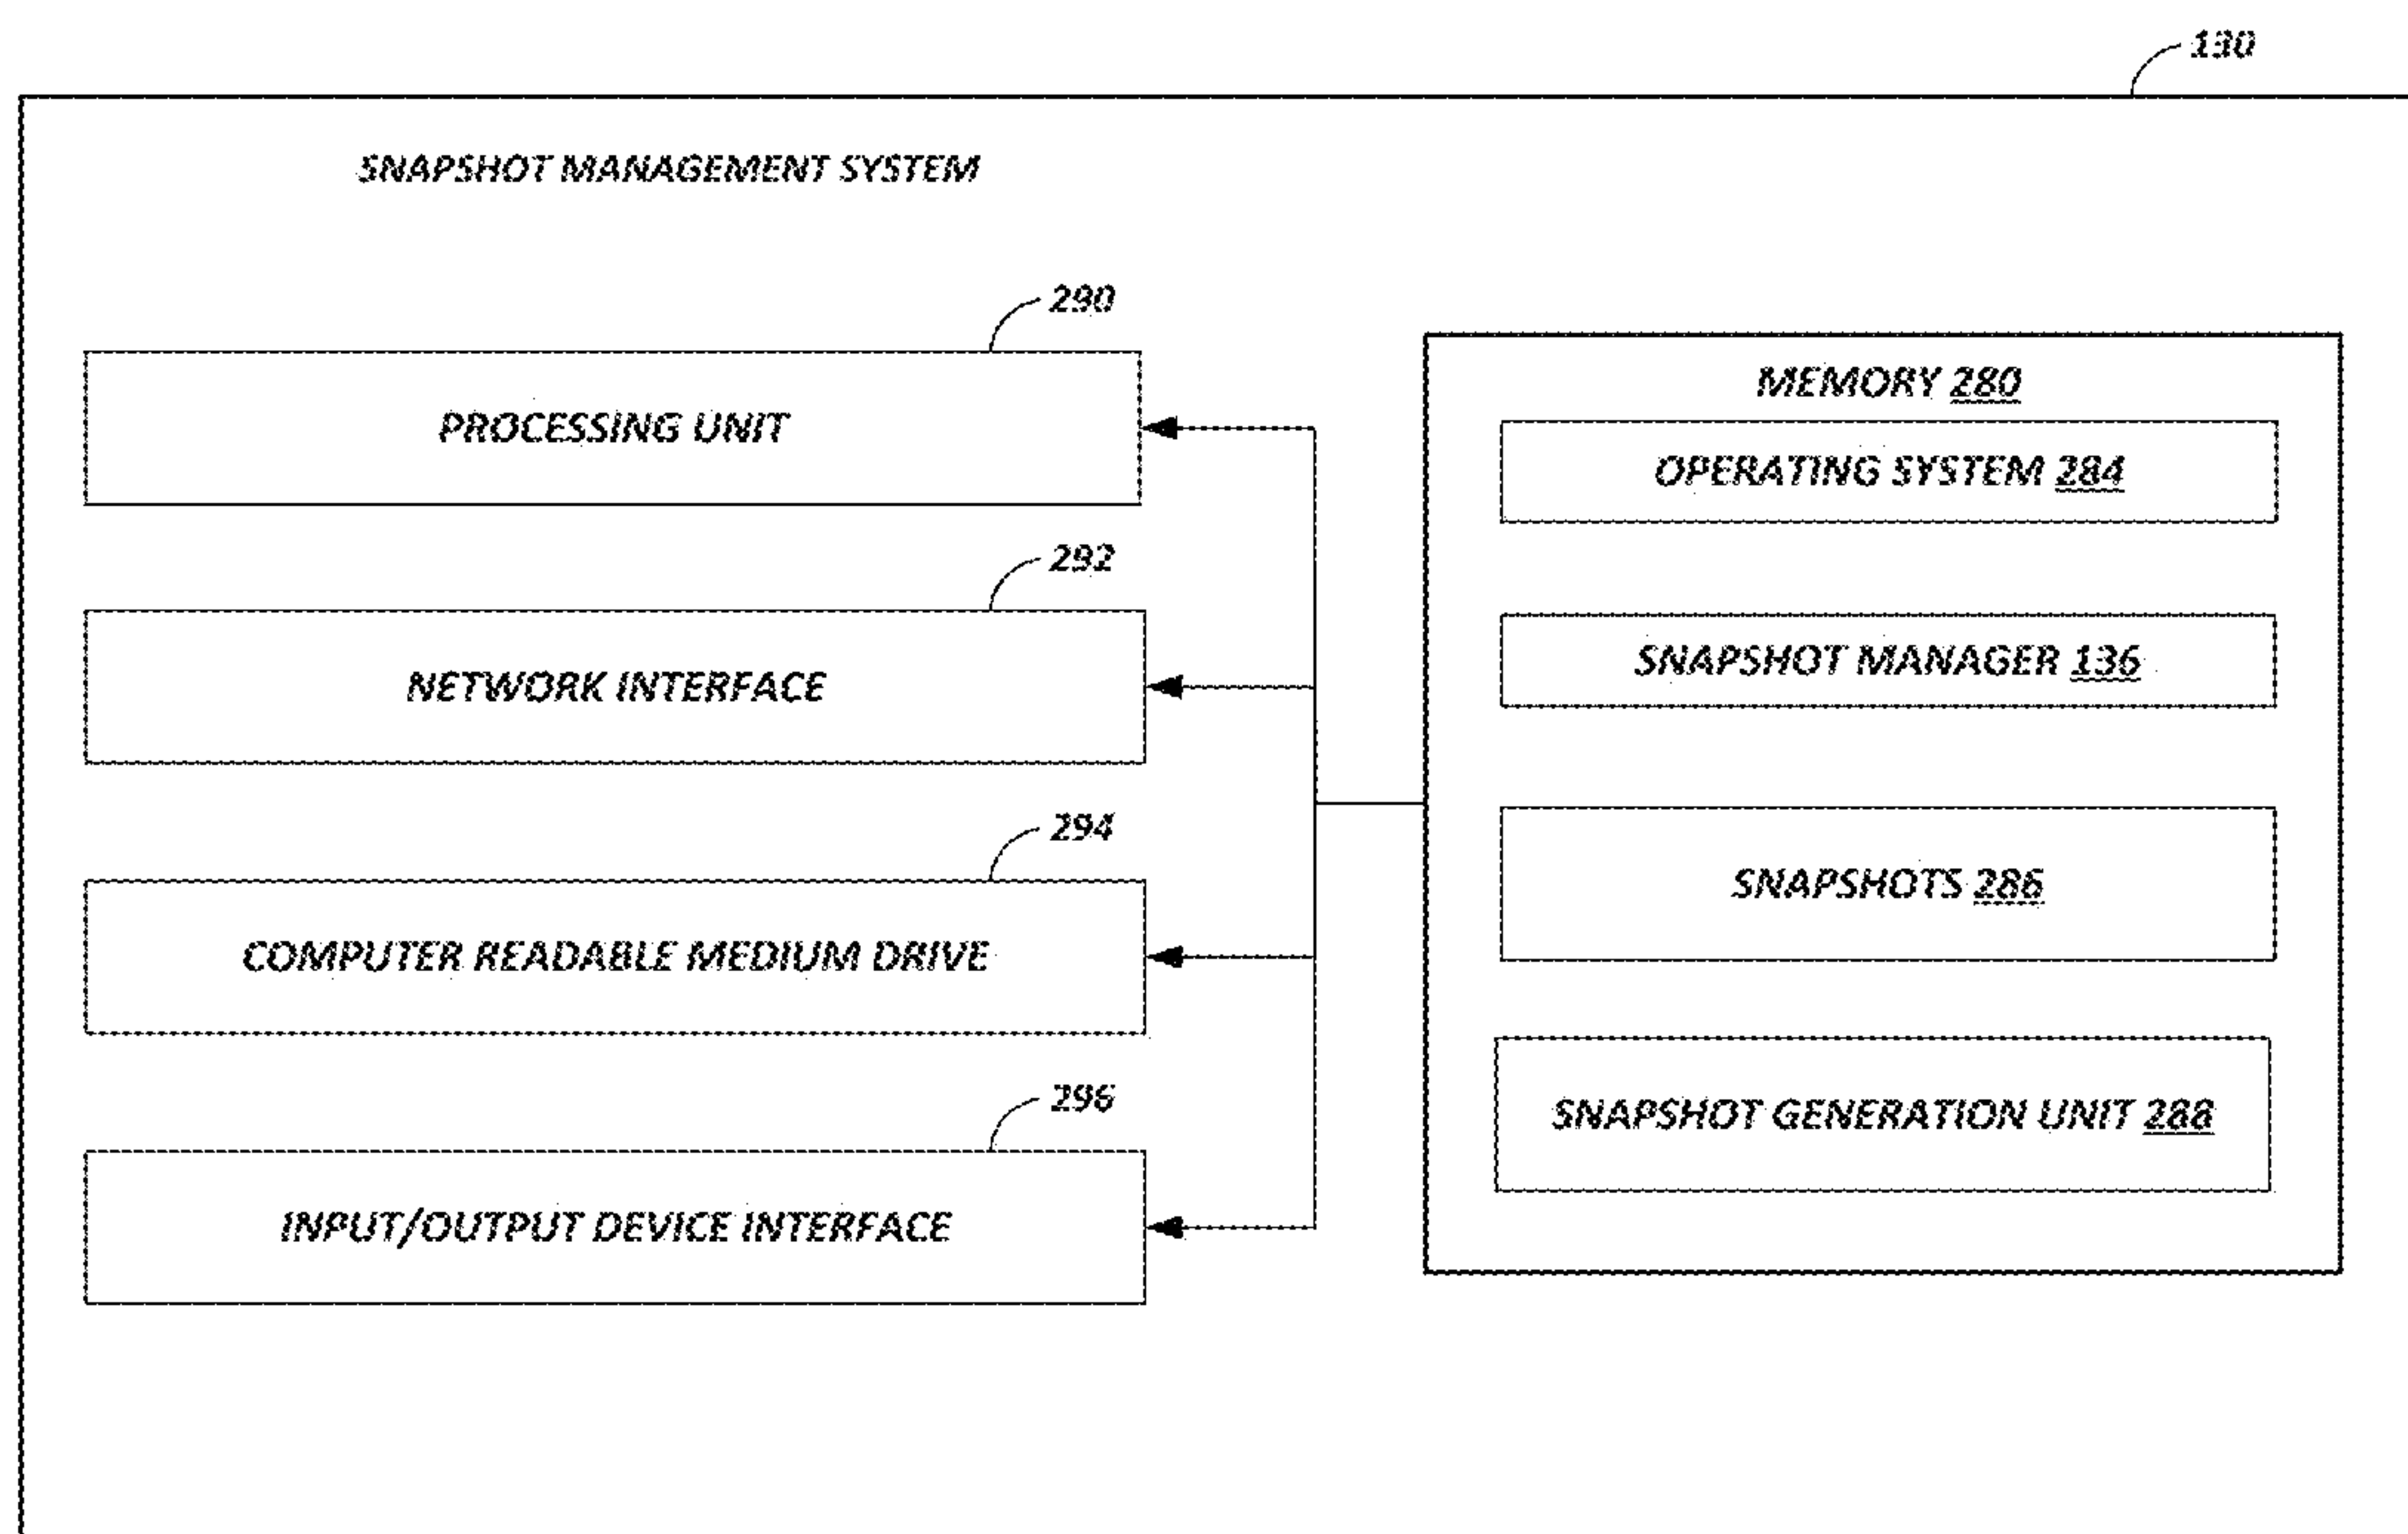 130
SNAPSHOT MANAGEMENT SYSTEM
290
PROCESSING UNIT
292
NETWORK INTERFACE
294
COMPUTER READABLE MEDIUM DRIVE
296
INPUT/OUTPUT DEVICE INTERFACE
MEMORY 280
OPERATING SYSTEM 284
SNAPSHOT MANAGER 136
SNAPSHOTS 286
SNAPSHOT GENERATION UNIT 288